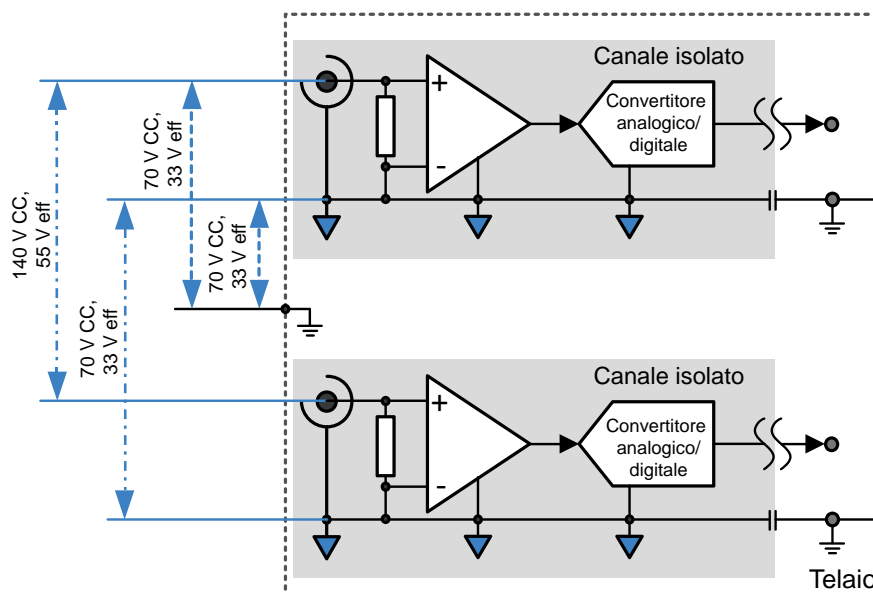 Canale isolato
+
-
Convertitore
analogico/
digitale
70 V CC,
33 V eff
140 V CC,
55 V eff
70 V CC,
33 V eff
70 V CC,
33 V eff
Canale isolato
+
-
Convertitore
analogico/
digitale
Telaio